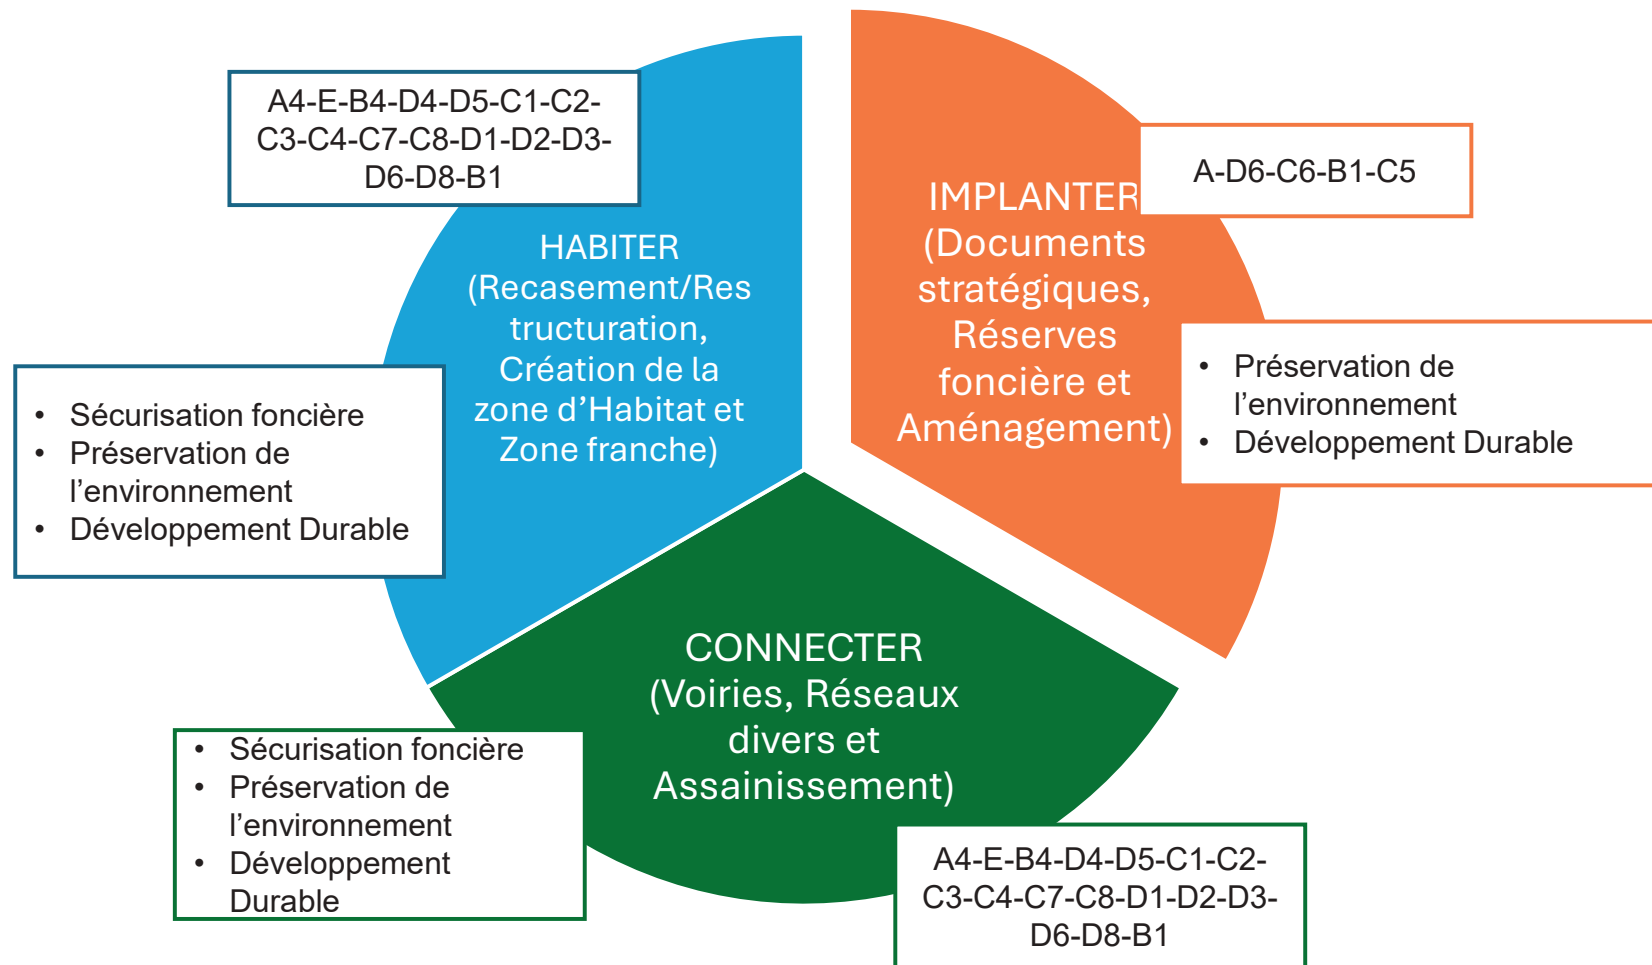 A4-E-B4-D4-D5-C1-C2-
C3-C4-C7-C8-D1-D2-D3-
D6-D8-B1
HABITER
(Recasement/Res
tructuration,
Création de la
zone d’Habitat et
Zone franche)
• Sécurisation foncière
• Préservation de
l’environnement
• Développement Durable
A-D6-C6-B1-C5
IMPLANTER
(Documents
stratégiques,
Réserves
foncière et
Aménagement)
• Préservation de
l’environnement
• Développement Durable
CONNECTER
(Voiries, Réseaux
divers et
Assainissement)
• Sécurisation foncière
• Préservation de
l’environnement
• Développement
Durable
A4-E-B4-D4-D5-C1-C2-
C3-C4-C7-C8-D1-D2-D3-
D6-D8-B1